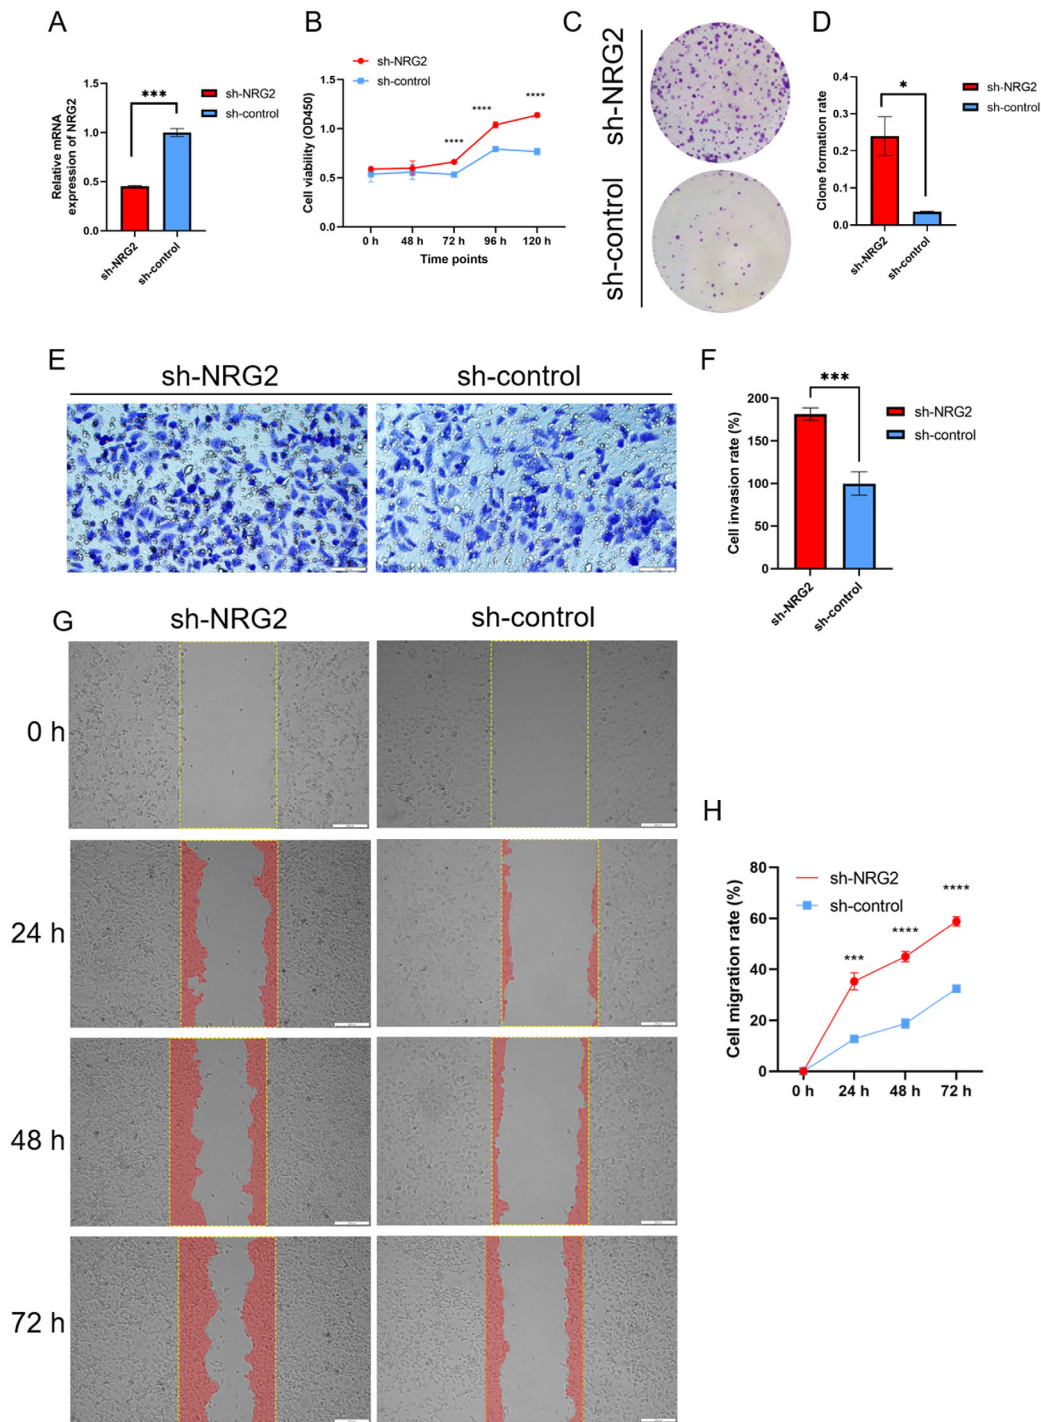 A
***
sh-NRG2
sh-control
Relative mRNA
expression of NRG2
1.5
1.0
0.5
0.0
sh-NRG2
sh-control
B
sh-NRG2
sh-control
Cell viability (OD450)
1.5
1.0
0.5
0.0
****
****
****
0 h
48 h
72 h
96 h
120 h
Time points
C
sh-NRG2
sh-control
D
*
sh-NRG2
sh-control
Clone formation rate
0.4
0.3
0.2
0.1
0.0
sh-NRG2
sh-control
E
sh-NRG2
sh-control
F
***
sh-NRG2
sh-control
Cell invasion rate (%)
200
150
100
50
0
sh-NRG2
sh-control
G
sh-NRG2
sh-control
0 h
24 h
48 h
72 h
H
sh-NRG2
sh-control
Cell migration rate (%)
80
60
40
20
0
***
****
****
0 h
24 h
48 h
72 h